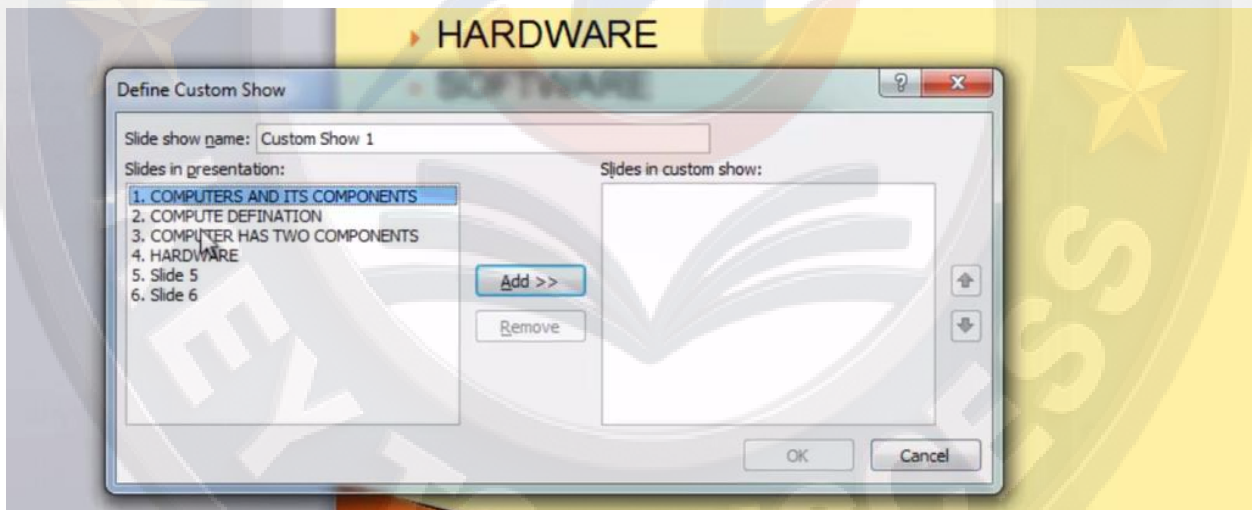 HARDWARE
SOFTWARE
Define Custom Show
Slide show name: Custom Show 1
Slides in presentation:
1. COMPUTERS AND ITS COMPONENTS
2. COMPUTE DEFINATION
3. COMPUTER HAS TWO COMPONENTS
4. HARDWARE
5. Slide 5
6. Slide 6
Add >>
Remove
Slides in custom show:
OK
Cancel